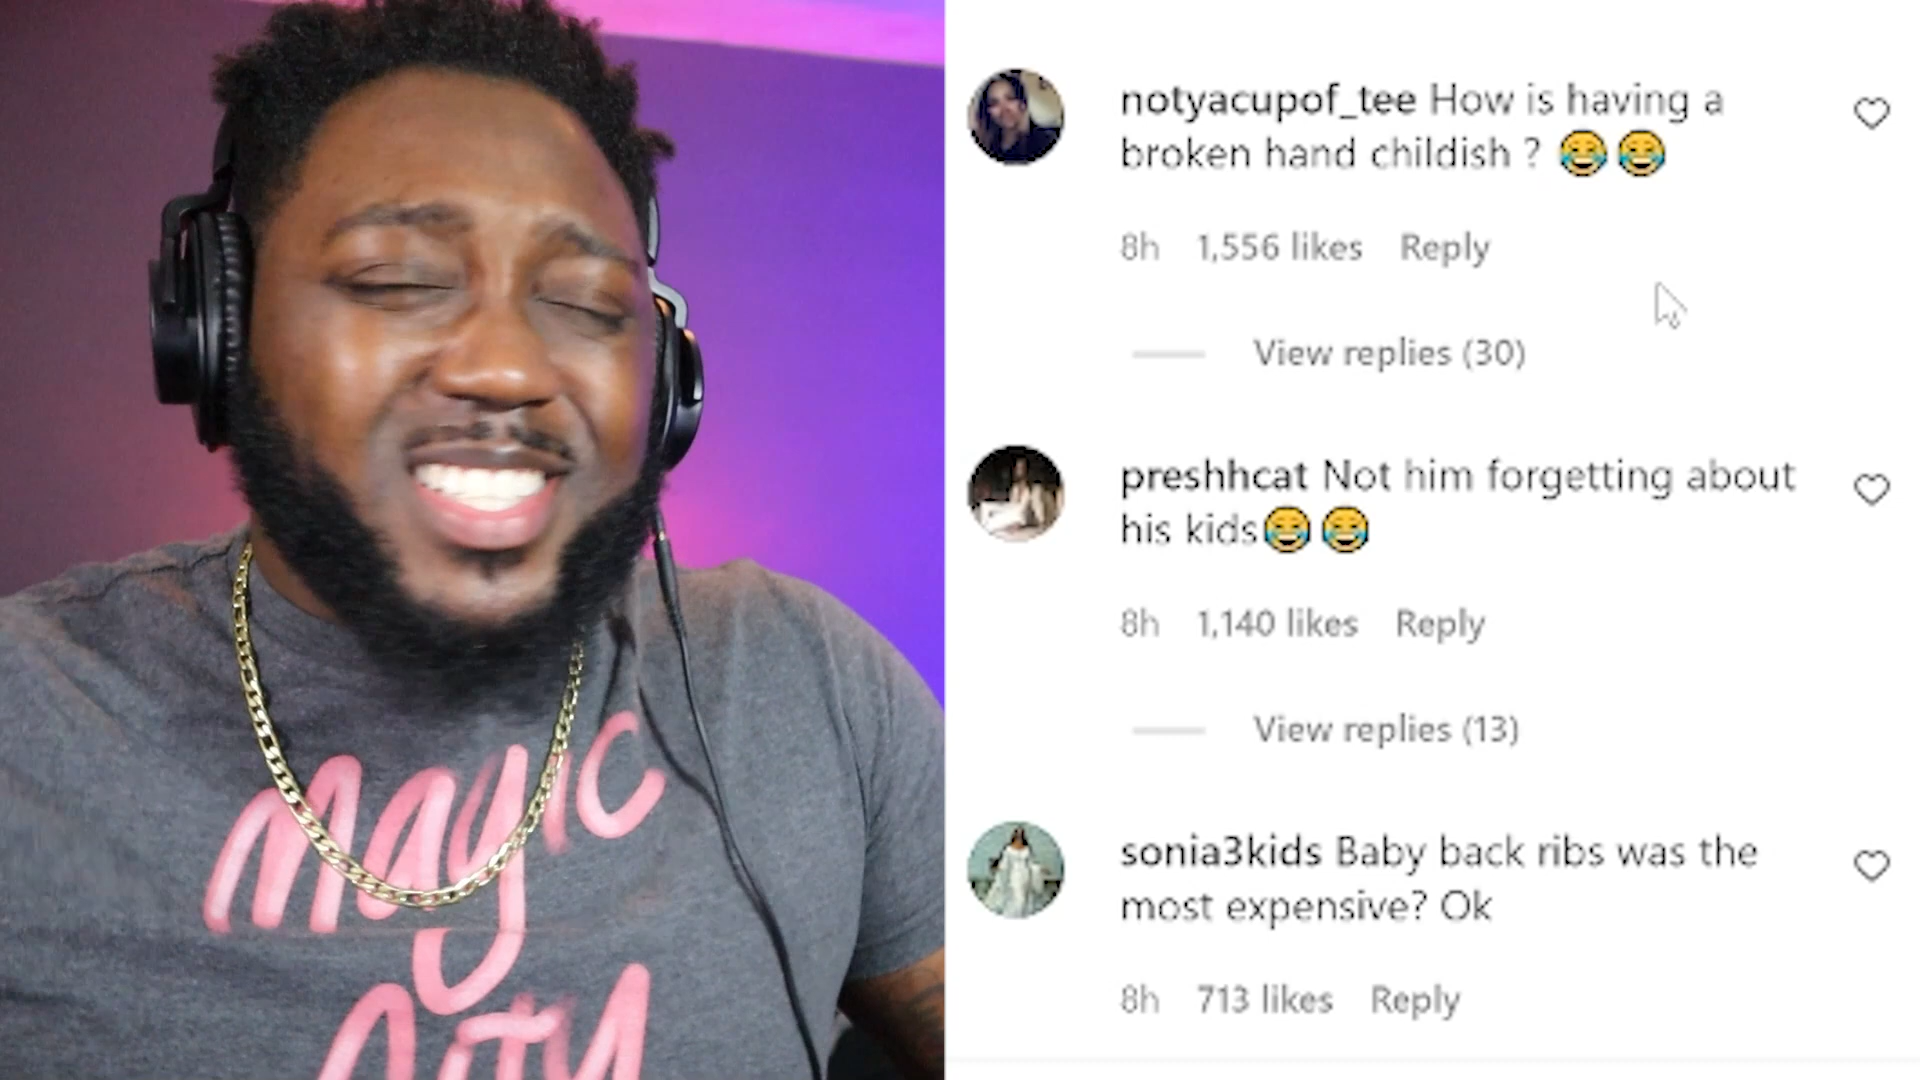 magic
city
notyacupof_tee How is having a
broken hand childish ? 😂😂
8h 1,556 likes Reply
View replies (30)
preshhcat Not him forgetting about
his kids😂😂
8h 1,140 likes Reply
View replies (13)
sonia3kids Baby back ribs was the
most expensive? Ok
8h 713 likes Reply